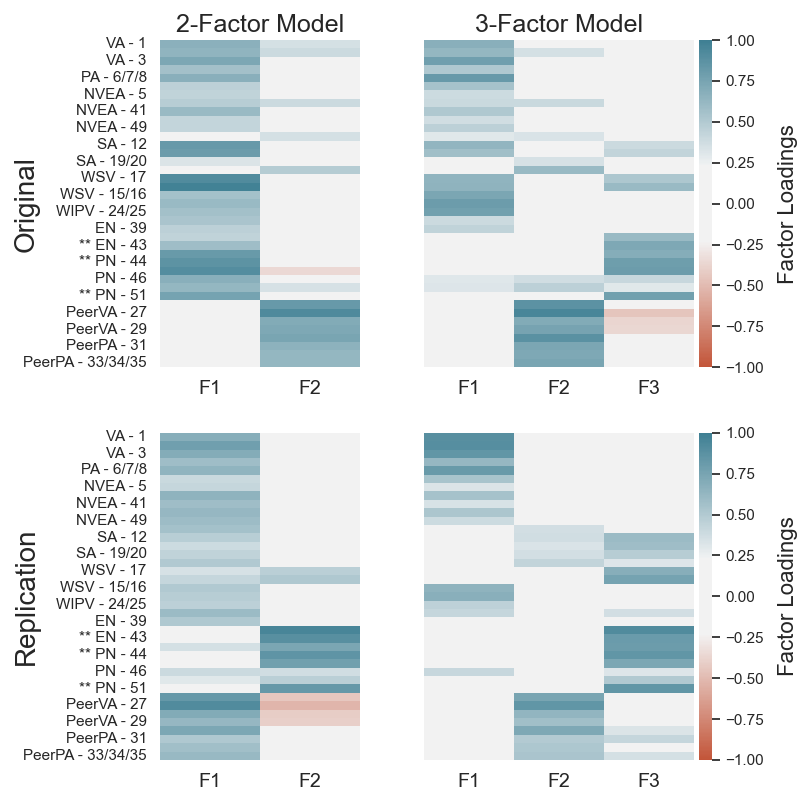 2-Factor Model
3-Factor Model
Original
VA - 1
VA - 3
PA - 6/7/8
NVEA - 5
NVEA - 41
NVEA - 49
SA - 12
SA - 19/20
WSV - 17
WSV - 15/16
WIPV - 24/25
EN - 39
** EN - 43
** PN - 44
PN - 46
** PN - 51
PeerVA - 27
PeerVA - 29
PeerPA - 31
PeerPA - 33/34/35
F1 F2
F1 F2 F3
1.00
0.75
0.50
0.25
0.00
−0.25
−0.50
−0.75
−1.00
Factor Loadings
Replication
VA - 1
VA - 3
PA - 6/7/8
NVEA - 5
NVEA - 41
NVEA - 49
SA - 12
SA - 19/20
WSV - 17
WSV - 15/16
WIPV - 24/25
EN - 39
** EN - 43
** PN - 44
PN - 46
** PN - 51
PeerVA - 27
PeerVA - 29
PeerPA - 31
PeerPA - 33/34/35
F1 F2
F1 F2 F3
1.00
0.75
0.50
0.25
0.00
−0.25
−0.50
−0.75
−1.00
Factor Loadings